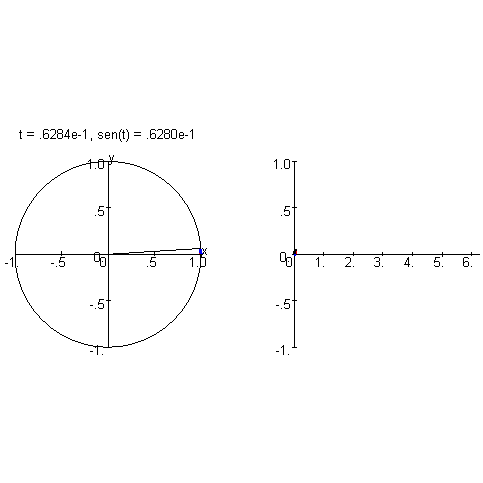 t = .6284e-1, sen(t) = .6280e-1
y
1.0
.5
-1. -.5 0 .5 1.0 x
-.5
-1.
1.0
.5
0 0 1. 2. 3. 4. 5. 6.
-.5
-1.